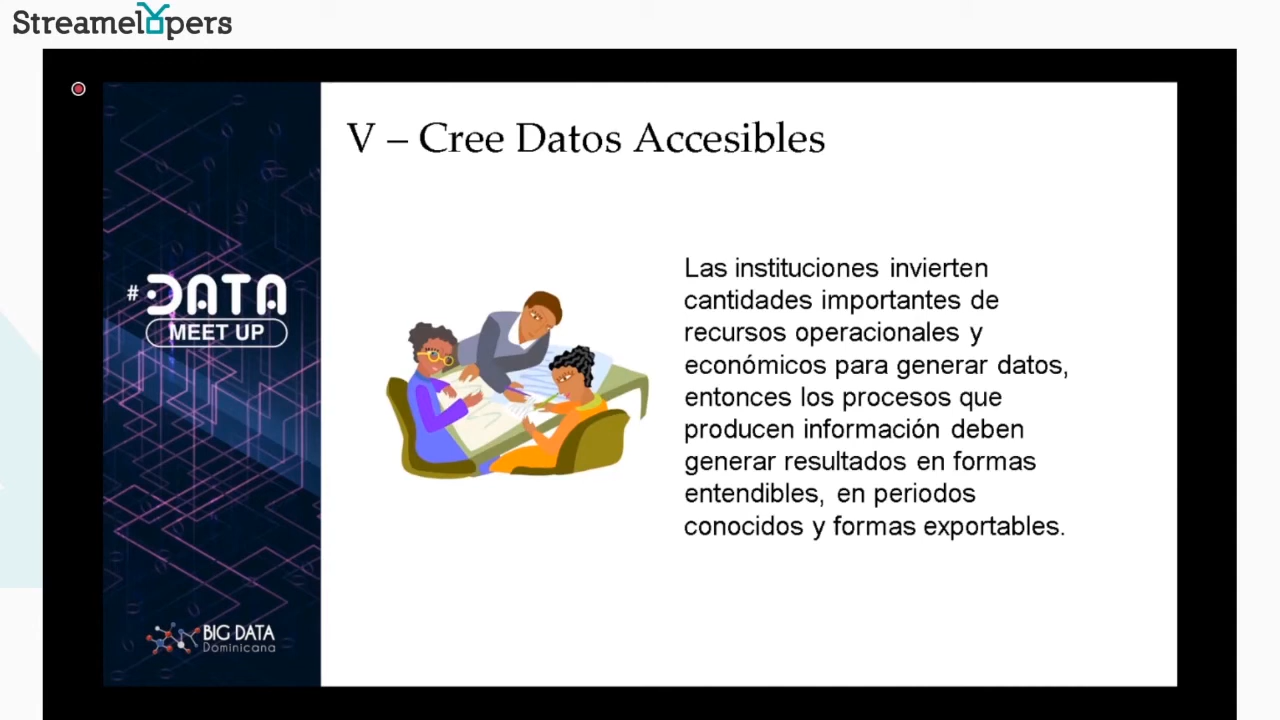 Streamelopers
V – Cree Datos Accesibles
Las instituciones invierten
cantidades importantes de
recursos operacionales y
económicos para generar datos,
entonces los procesos que
producen información deben
generar resultados en formas
entendibles, en periodos
conocidos y formas exportables.
# DATA
MEET UP
BIG DATA
Dominicana